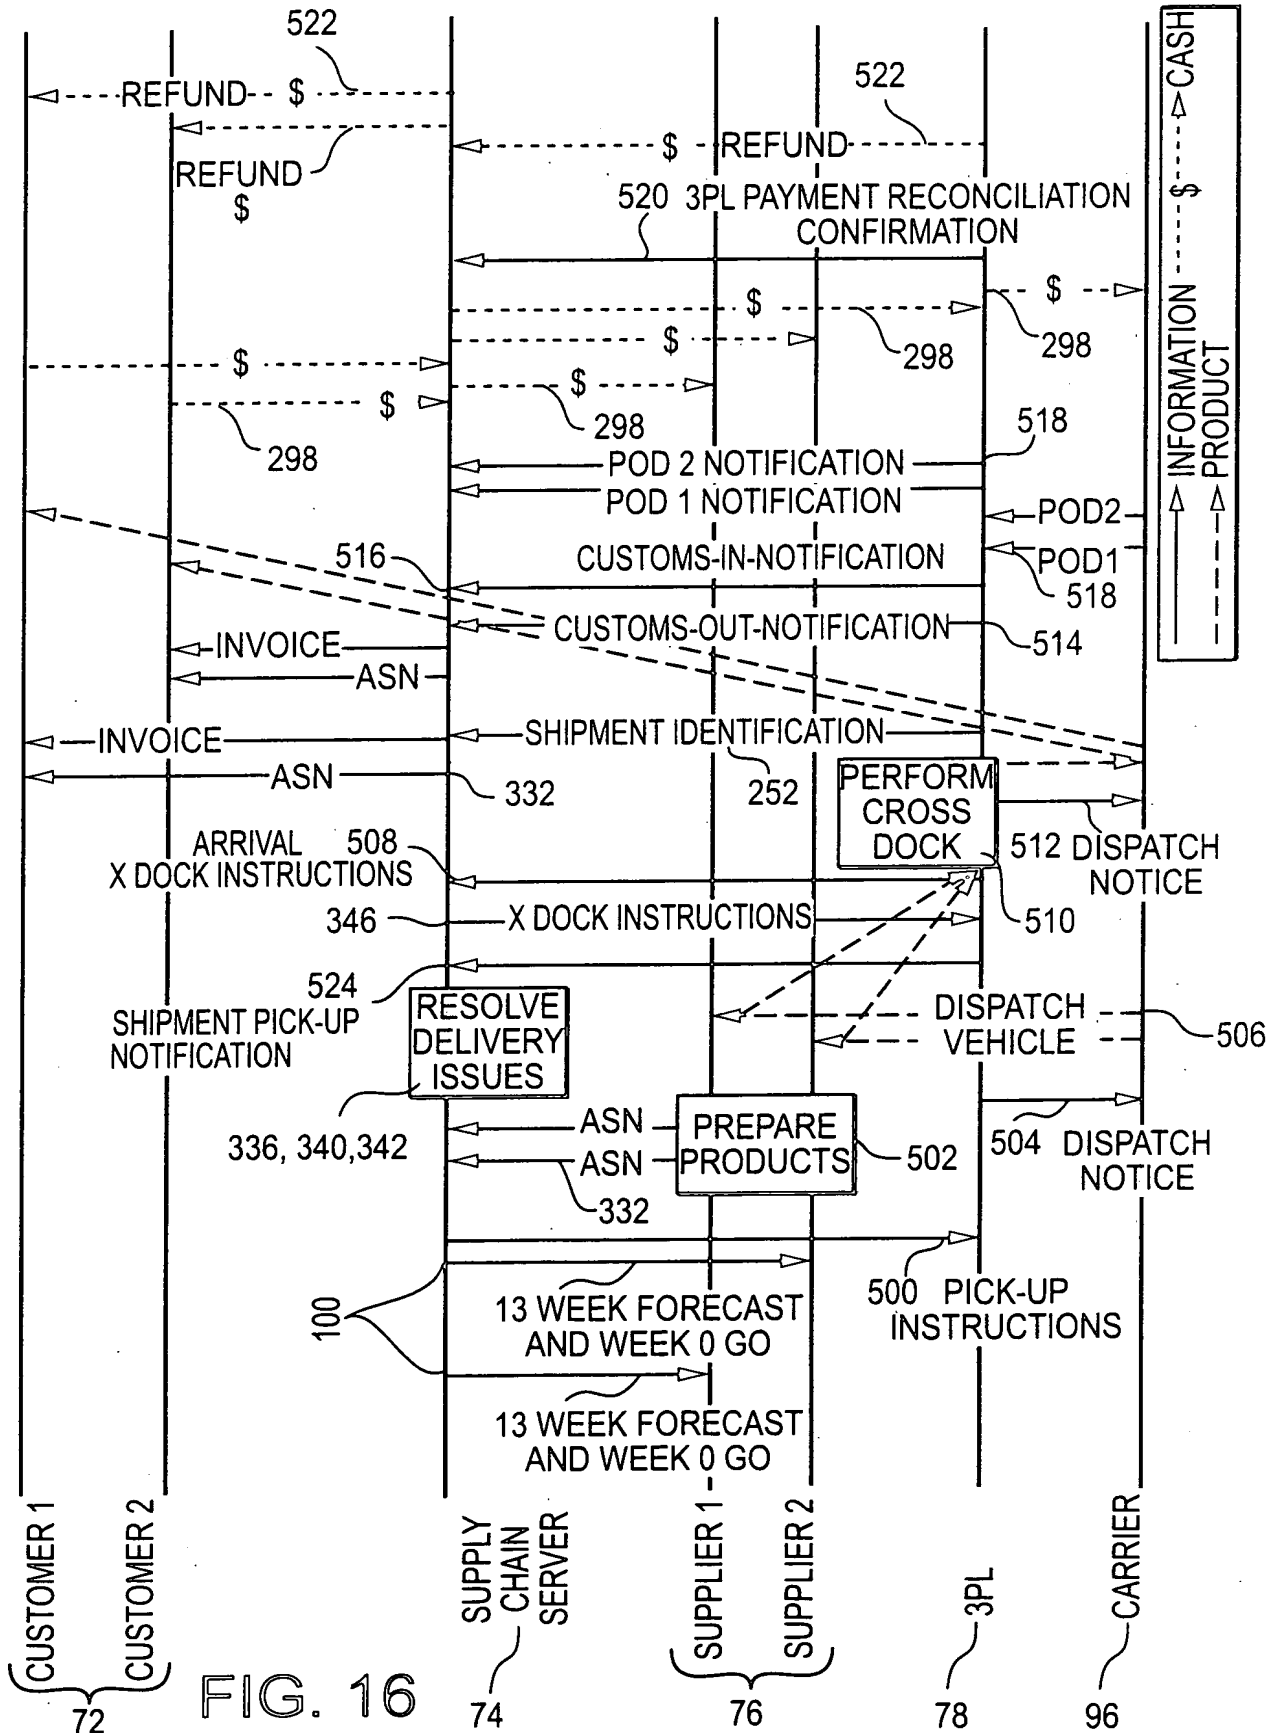 522
REFUND $
522
REFUND
$
$ REFUND
520 3PL PAYMENT RECONCILIATION
CONFIRMATION
$
$
298
298
$
$
$
$
298
298
518
POD 2 NOTIFICATION
POD 1 NOTIFICATION
POD2
POD1
518
516
CUSTOMS-IN-NOTIFICATION
CUSTOMS-OUT-NOTIFICATION
514
INVOICE
ASN
INVOICE
SHIPMENT IDENTIFICATION
252
ASN
332
PERFORM
CROSS
DOCK
512 DISPATCH
NOTICE
ARRIVAL 508
X DOCK INSTRUCTIONS
510
346
X DOCK INSTRUCTIONS
524
SHIPMENT PICK-UP
NOTIFICATION
RESOLVE
DELIVERY
ISSUES
336, 340,342
DISPATCH
VEHICLE
506
ASN
ASN
332
PREPARE
PRODUCTS
502
504 DISPATCH
NOTICE
500 PICK-UP
INSTRUCTIONS
100
13 WEEK FORECAST
AND WEEK 0 GO
13 WEEK FORECAST
AND WEEK 0 GO
CUSTOMER 1
CUSTOMER 2
72
SUPPLY
CHAIN
SERVER
74
SUPPLIER 1
SUPPLIER 2
76
3PL
78
CARRIER
96
INFORMATION
$
CASH
PRODUCT
FIG. 16